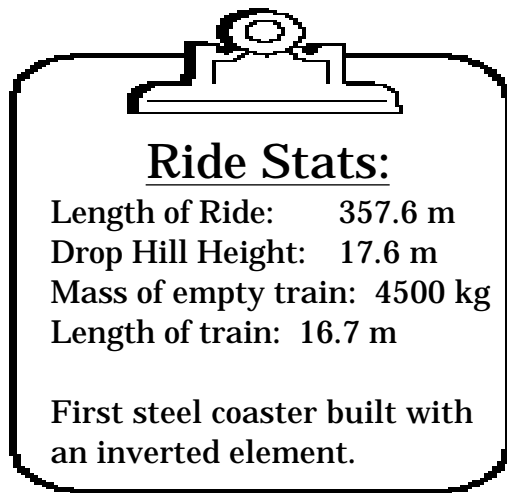 Ride Stats:
Length of Ride: 357.6 m
Drop Hill Height: 17.6 m
Mass of empty train: 4500 kg
Length of train: 16.7 m
First steel coaster built with
an inverted element.